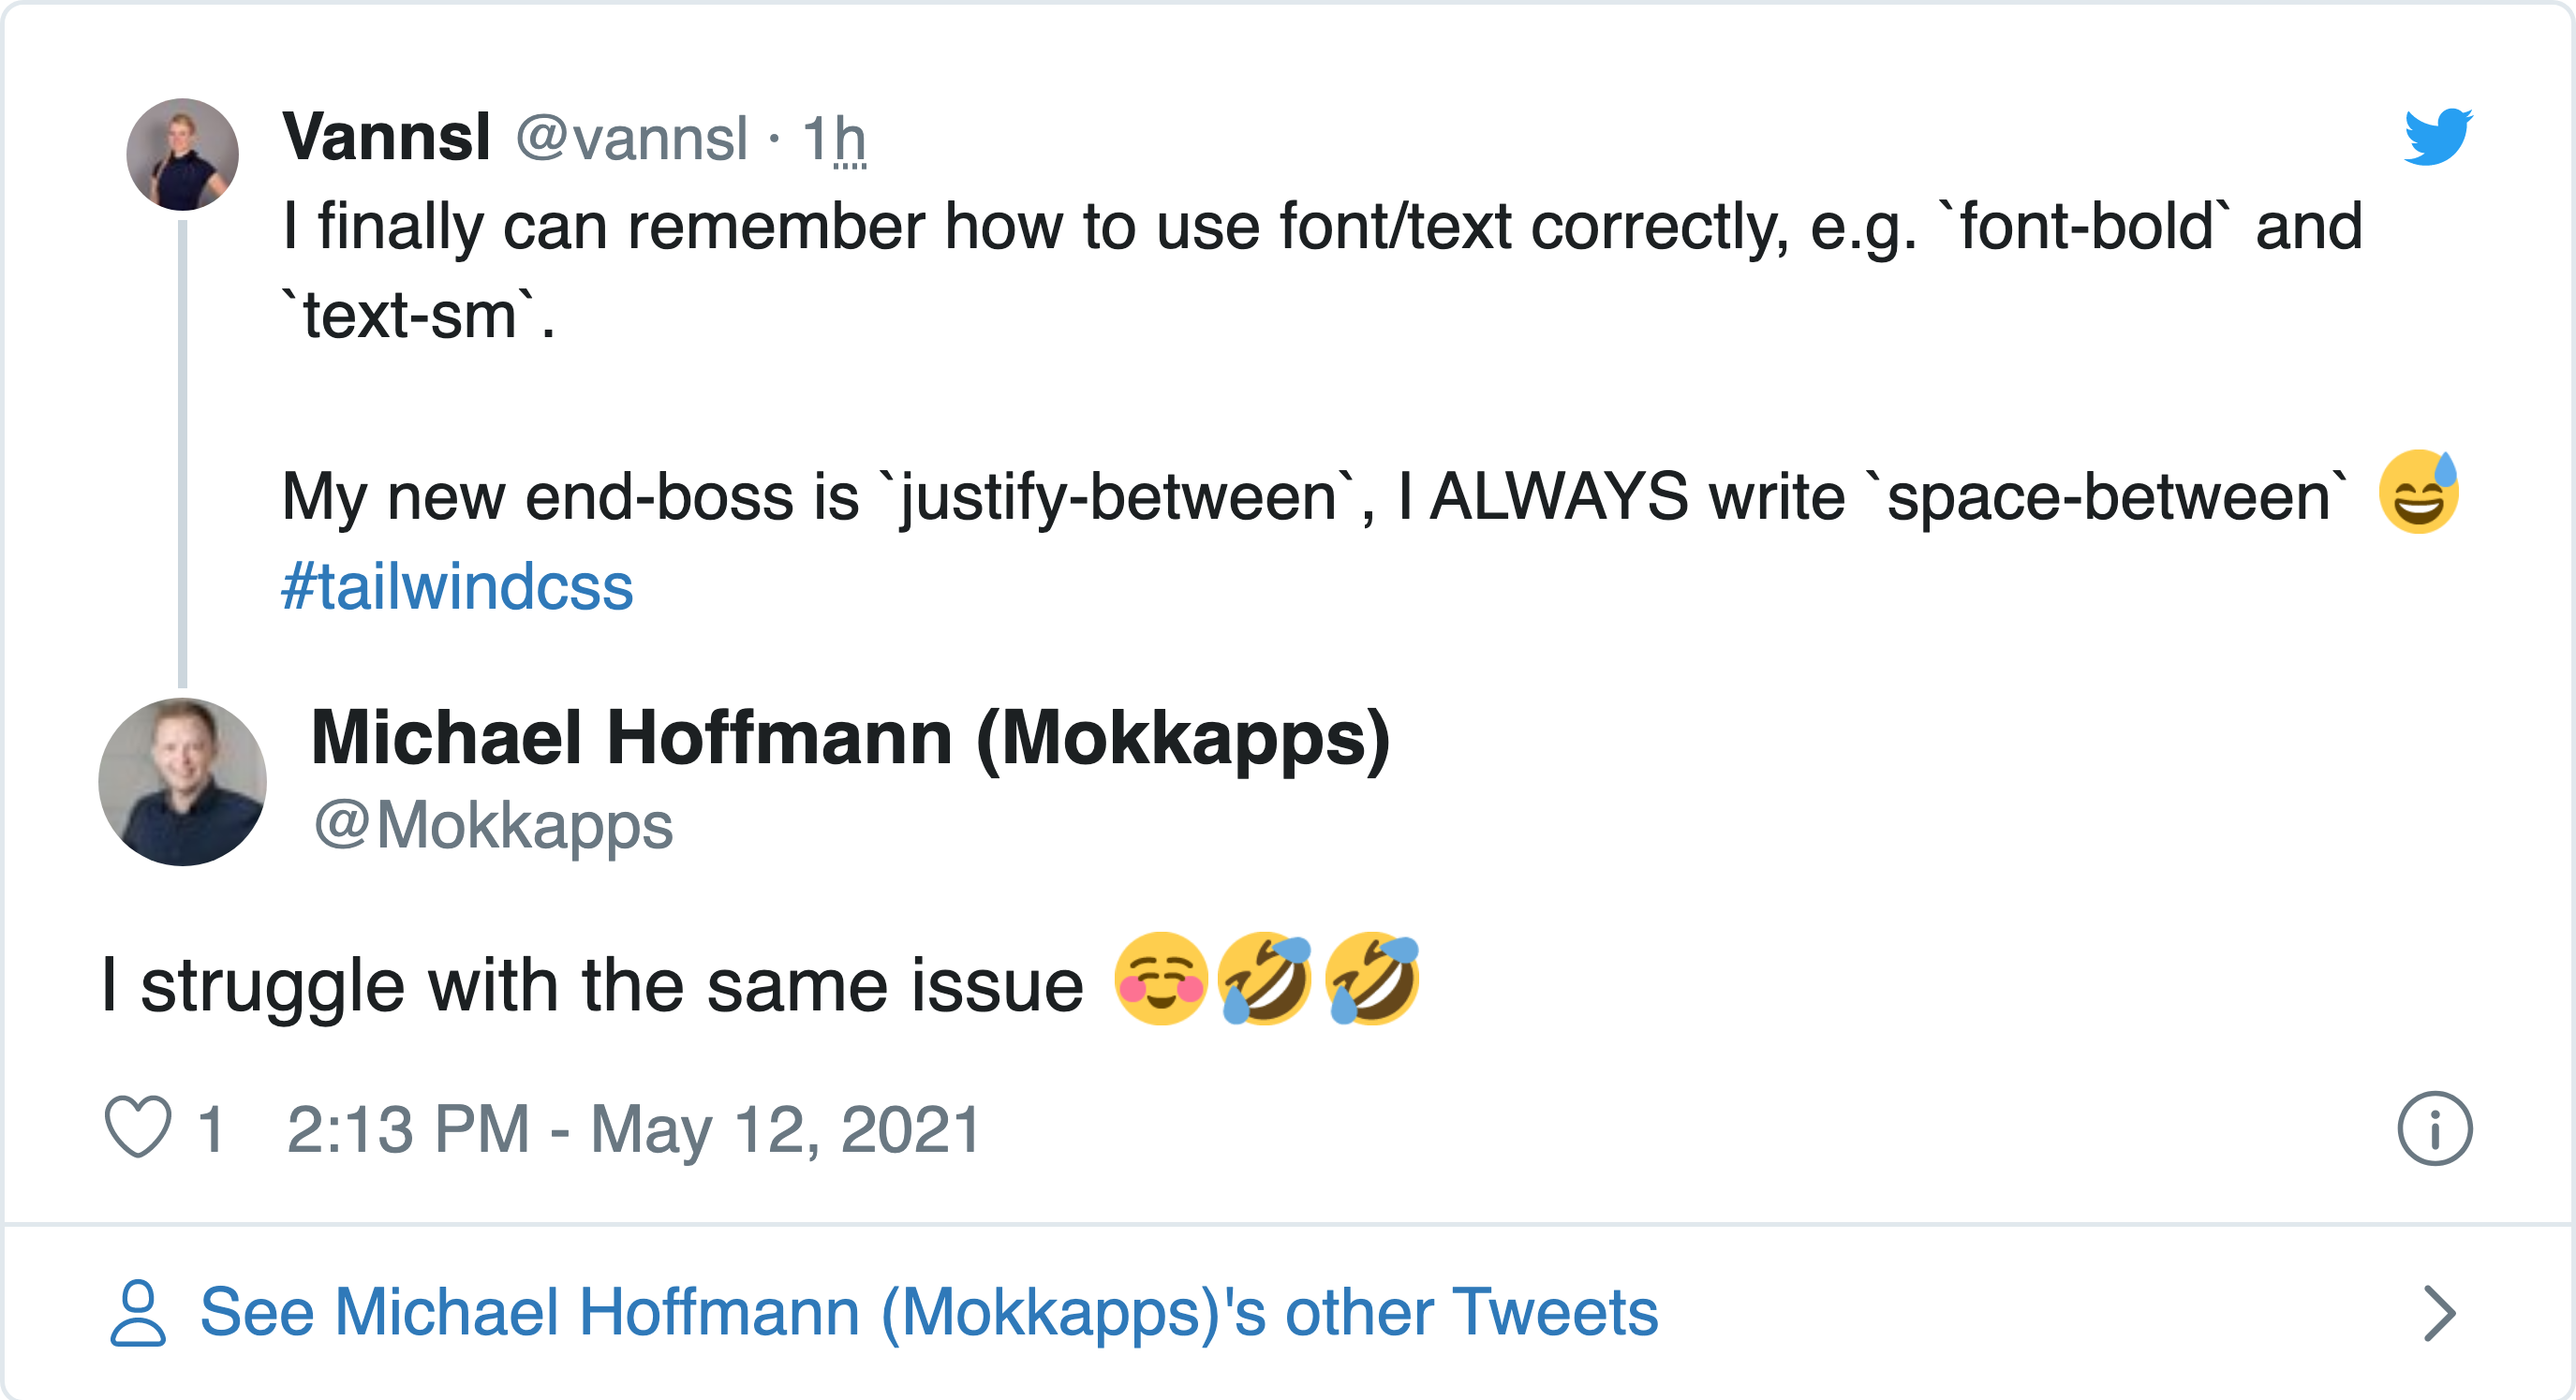 Vannsl @vannsl · 1h
I finally can remember how to use font/text correctly, e.g. `font-bold` and
`text-sm`.
My new end-boss is `justify-between`, I ALWAYS write `space-between` 😅
#tailwindcss
Michael Hoffmann (Mokkapps)
@Mokkapps
I struggle with the same issue ☺️🤣🤣
1 2:13 PM - May 12, 2021
See Michael Hoffmann (Mokkapps)'s other Tweets